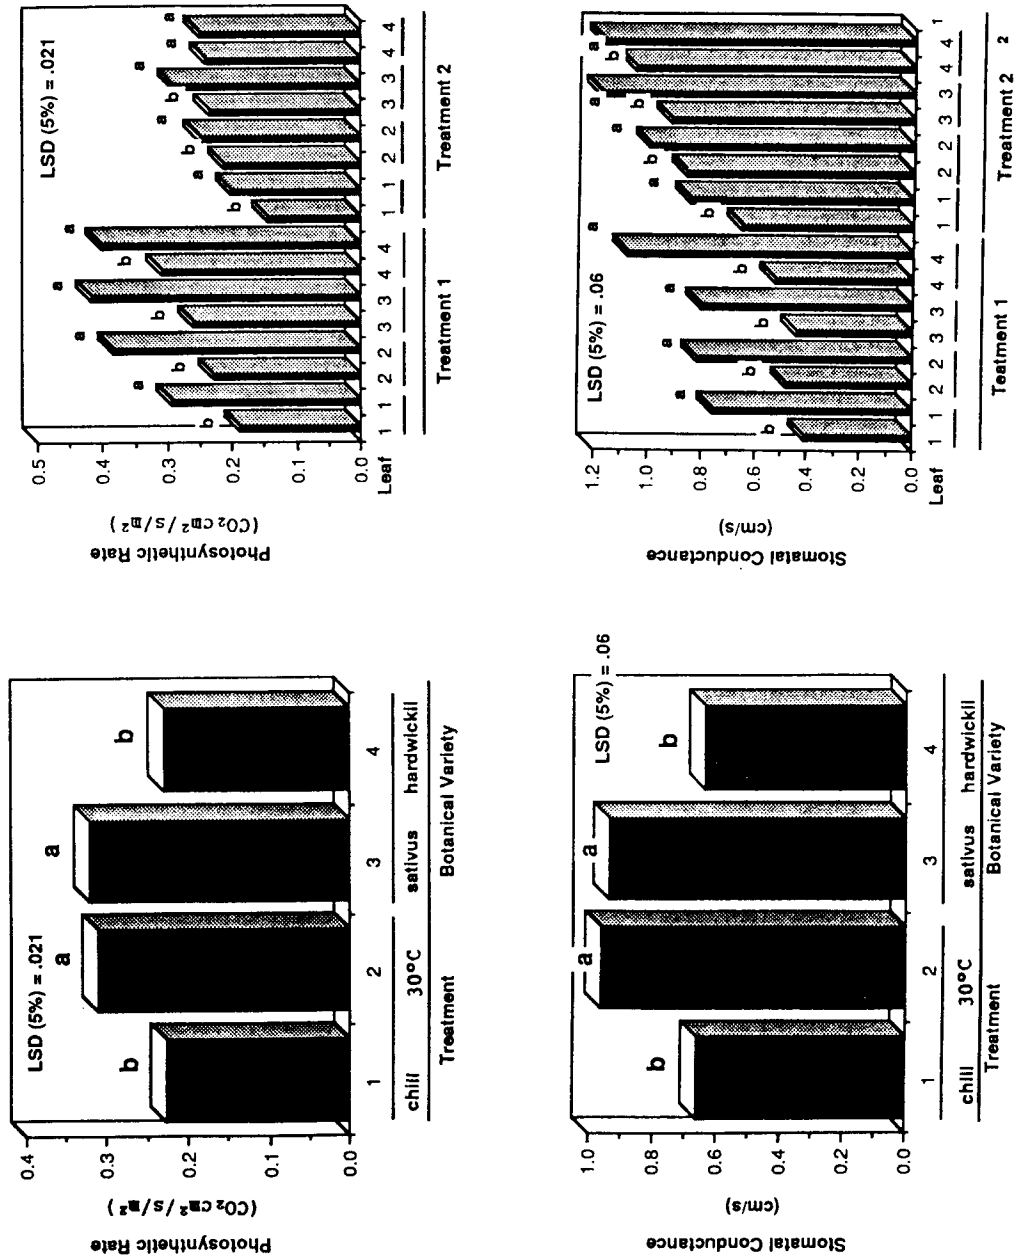 Photosynthetic Rate
(CO₂ cm²/s/m²)
0.4
0.3
0.2
0.1
0.0
LSD (5%) = .021
b a a b
1 2 3 4
chill 30°C sativus hardwickii
Treatment Botanical Variety
Photosynthetic Rate
(CO₂ cm²/s/m²)
0.5
0.4
0.3
0.2
0.1
0.0
LSD (5%) = .021
b a b a b a b a b a b a b a a a
Leaf 1 1 2 2 3 3 4 4 1 1 2 2 3 3 4 4
Treatment 1 Treatment 2
Stomatal Conductance
(cm/s)
1.0
0.8
0.6
0.4
0.2
0.0
LSD (5%) = .06
b a a b
1 2 3 4
chill 30°C sativus hardwickii
Treatment Botanical Variety
Stomatal Conductance
(cm/s)
1.2
1.0
0.8
0.6
0.4
0.2
0.0
LSD (5%) = .06
b a b a b a b a b a b a b a b a
Leaf 1 1 2 2 3 3 4 4 1 1 2 2 3 3 4 4 1
Teatment 1 Treatment 2 2